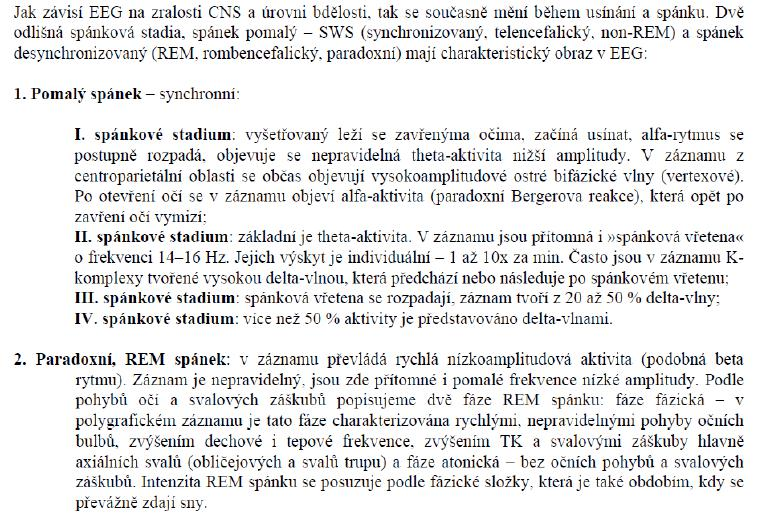 Jak závisí EEG na zralosti CNS a úrovni bdělosti, tak se současně mění během usínání a spánku. Dvě
odlišná spánková stadia, spánek pomalý – SWS (synchronizovaný, telencefalický, non-REM) a spánek
desynchronizovaný (REM, rombencefalický, paradoxní) mají charakteristický obraz v EEG:
1. Pomalý spánek – synchronní:
I. spánkové stadium: vyšetřovaný leží se zavřenýma očima, začíná usínat, alfa-rytmus se
postupně rozpadá, objevuje se nepravidelná theta-aktivita nižší amplitudy. V záznamu z
centroparietální oblasti se občas objevují vysokoamplitudové ostré bifázické vlny (vertexové).
Po otevření očí se v záznamu objeví alfa-aktivita (paradoxní Bergerova reakce), která opět po
zavření očí vymizí;
II. spánkové stadium: základní je theta-aktivita. V záznamu jsou přítomná i »spánková vřetena«
o frekvenci 14–16 Hz. Jejich výskyt je individuální – 1 až 10x za min. Často jsou v záznamu K-
komplexy tvořené vysokou delta-vlnou, která předchází nebo následuje po spánkovém vřetenu;
III. spánkové stadium: spánková vřetena se rozpadají, záznam tvoří z 20 až 50 % delta-vlny;
IV. spánkové stadium: více než 50 % aktivity je představováno delta-vlnami.
2. Paradoxní, REM spánek: v záznamu převládá rychlá nízkoamplitudová aktivita (podobná beta
rytmu). Záznam je nepravidelný, jsou zde přítomné i pomalé frekvence nízké amplitudy. Podle
pohybů očí a svalových záškubů popisujeme dvě fáze REM spánku: fáze fázická – v
polygrafickém záznamu je tato fáze charakterizována rychlými, nepravidelnými pohyby očních
bulbů, zvýšením dechové i tepové frekvence, zvýšením TK a svalovými záškuby hlavně
axiálních svalů (obličejových a svalů trupu) a fáze atonická – bez očních pohybů a svalových
záškubů. Intenzita REM spánku se posuzuje podle fázické složky, která je také obdobím, kdy se
převážně zdají sny.